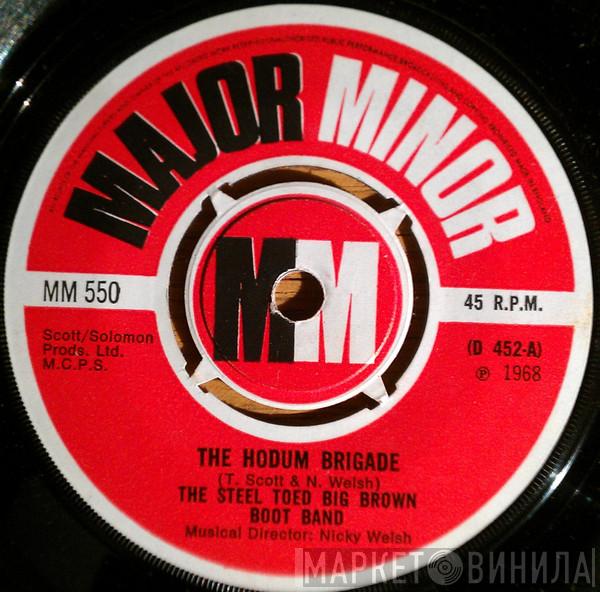 MAJOR MINOR
MM
MM 550
45 R.P.M.
Scott/Solomon
Prods. Ltd.
M.C.P.S.
(D 452-A)
℗ 1968
THE HODUM BRIGADE
(T. Scott & N. Welsh)
THE STEEL TOED BIG BROWN
BOOT BAND
Musical Director: Nicky Welsh
МАРКЕТ ВИНИЛА